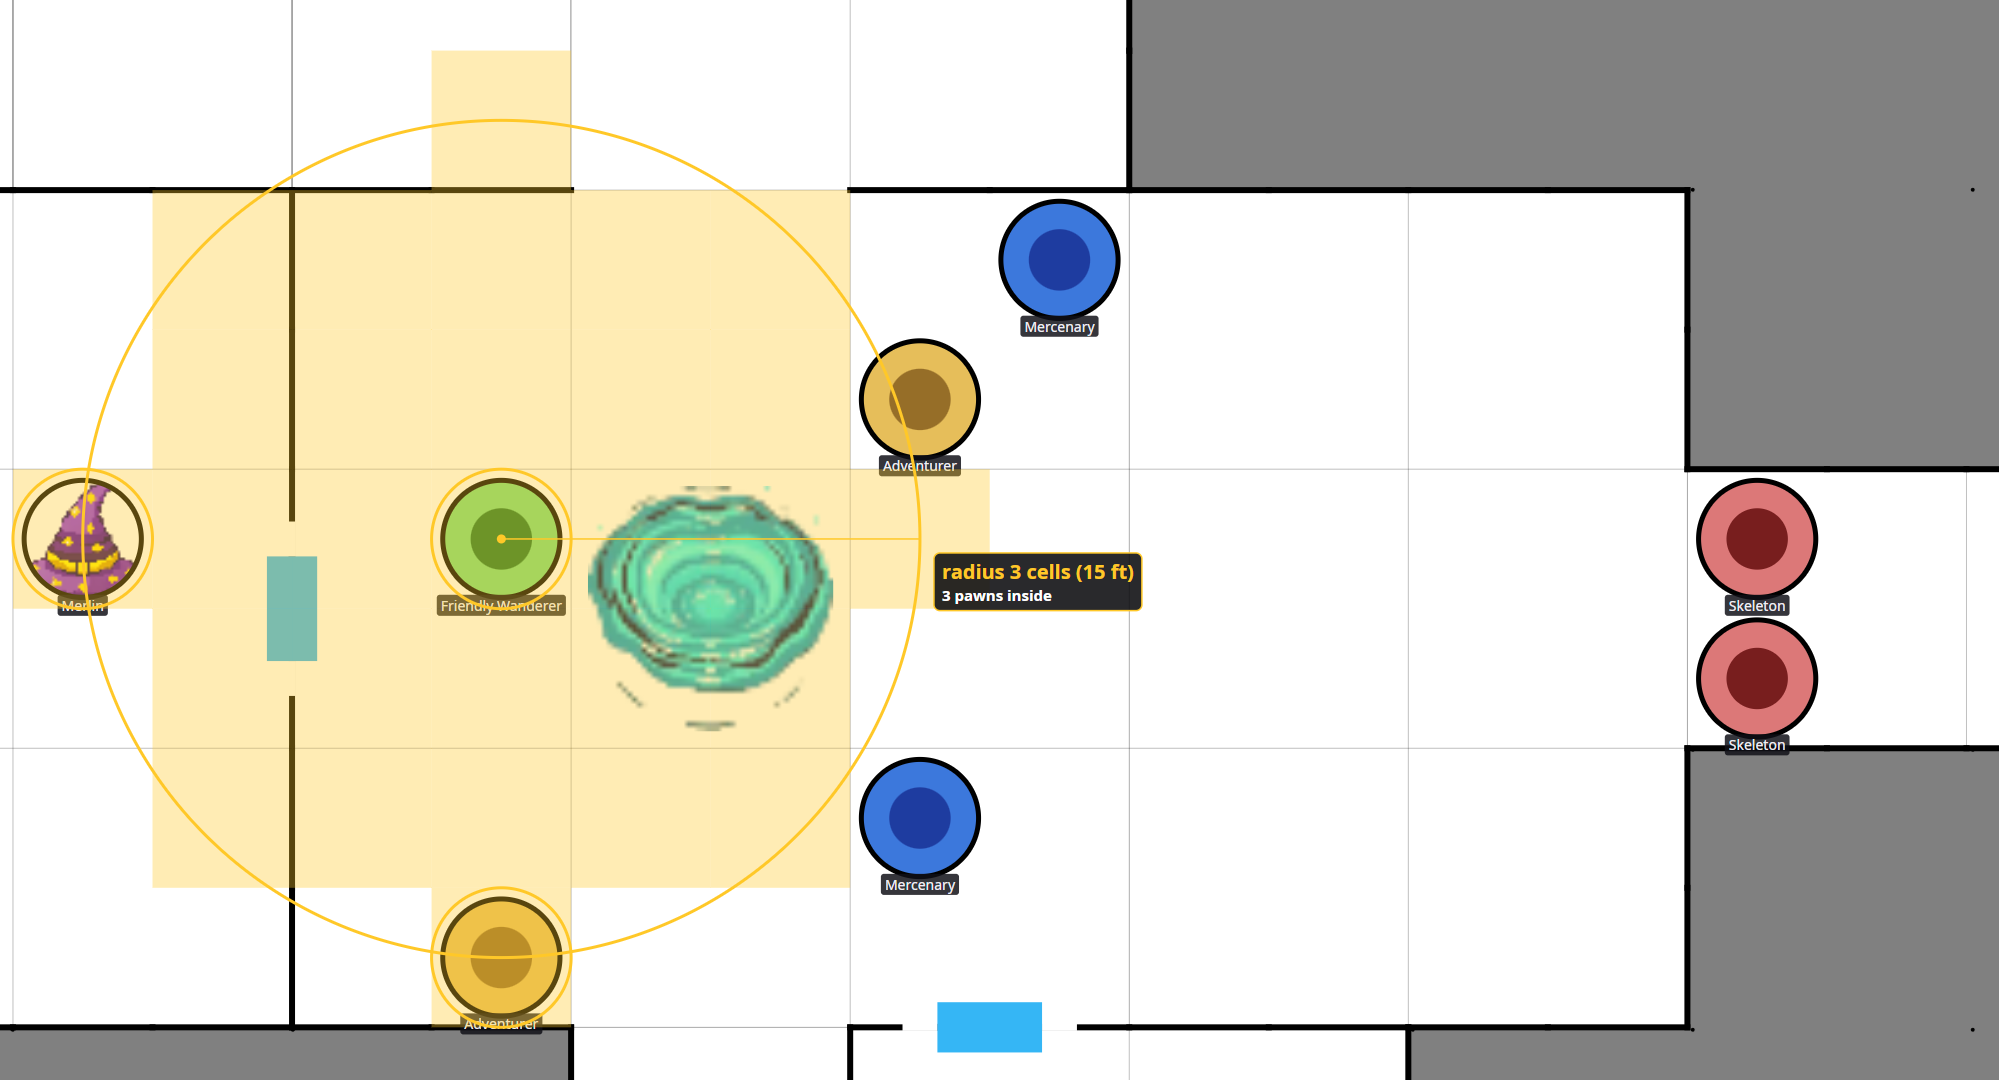 Mercenary
Adventurer
Merlin
Friendly Wanderer
radius 3 cells (15 ft)
3 pawns inside
Skeleton
Skeleton
Mercenary
Adventurer